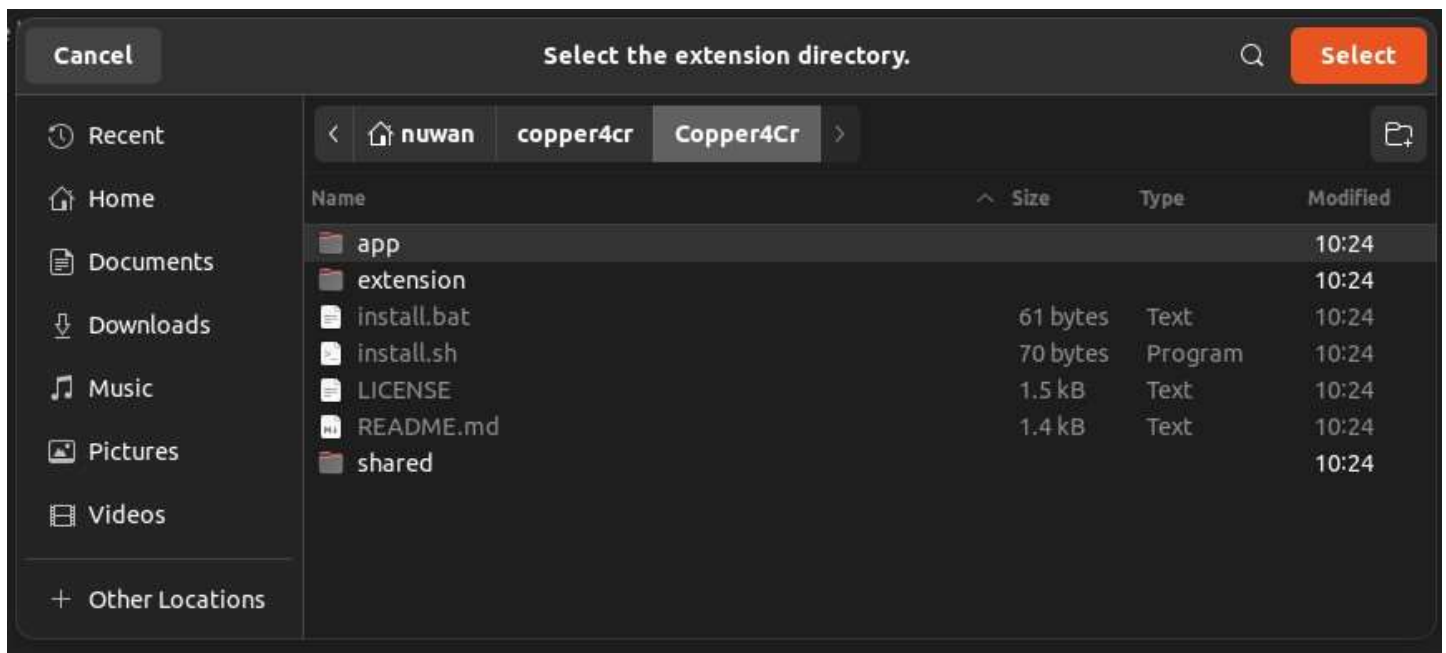 Cancel Select the extension directory. Select
Recent
Home
Documents
Downloads
Music
Pictures
Videos
Other Locations
nuwan copper4cr Copper4Cr
Name Size Type Modified
app 10:24
extension 10:24
install.bat 61 bytes Text 10:24
install.sh 70 bytes Program 10:24
LICENSE 1.5 kB Text 10:24
README.md 1.4 kB Text 10:24
shared 10:24